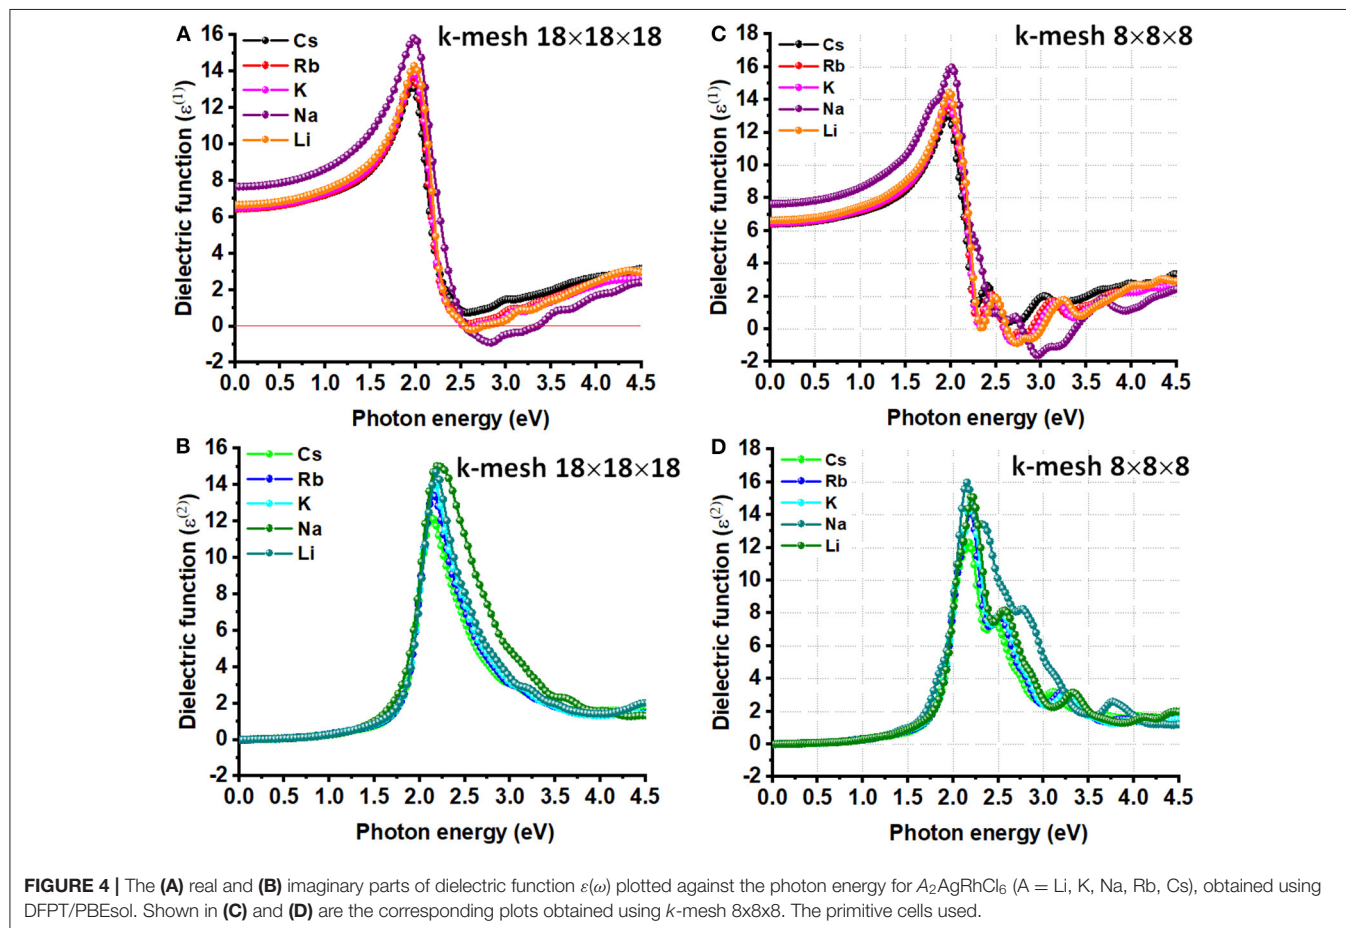 A
k-mesh 18×18×18
Cs
Rb
K
Na
Li
Dielectric function (ε(1))
16
14
12
10
8
6
4
2
0
-2
0.0 0.5 1.0 1.5 2.0 2.5 3.0 3.5 4.0 4.5
Photon energy (eV)
C
k-mesh 8×8×8
Cs
Rb
K
Na
Li
Dielectric function (ε(1))
18
16
14
12
10
8
6
4
2
0
-2
0.0 0.5 1.0 1.5 2.0 2.5 3.0 3.5 4.0 4.5
Photon energy (eV)
B
k-mesh 18×18×18
Cs
Rb
K
Na
Li
Dielectric function (ε(2))
16
14
12
10
8
6
4
2
0
-2
0.0 0.5 1.0 1.5 2.0 2.5 3.0 3.5 4.0 4.5
Photon energy (eV)
D
k-mesh 8×8×8
Cs
Rb
K
Na
Li
Dielectric function (ε(2))
18
16
14
12
10
8
6
4
2
0
-2
0.0 0.5 1.0 1.5 2.0 2.5 3.0 3.5 4.0 4.5
Photon energy (eV)
FIGURE 4 | The (A) real and (B) imaginary parts of dielectric function ε(ω) plotted against the photon energy for A2AgRhCl6 (A = Li, K, Na, Rb, Cs), obtained using
DFPT/PBEsol. Shown in (C) and (D) are the corresponding plots obtained using k-mesh 8x8x8. The primitive cells used.